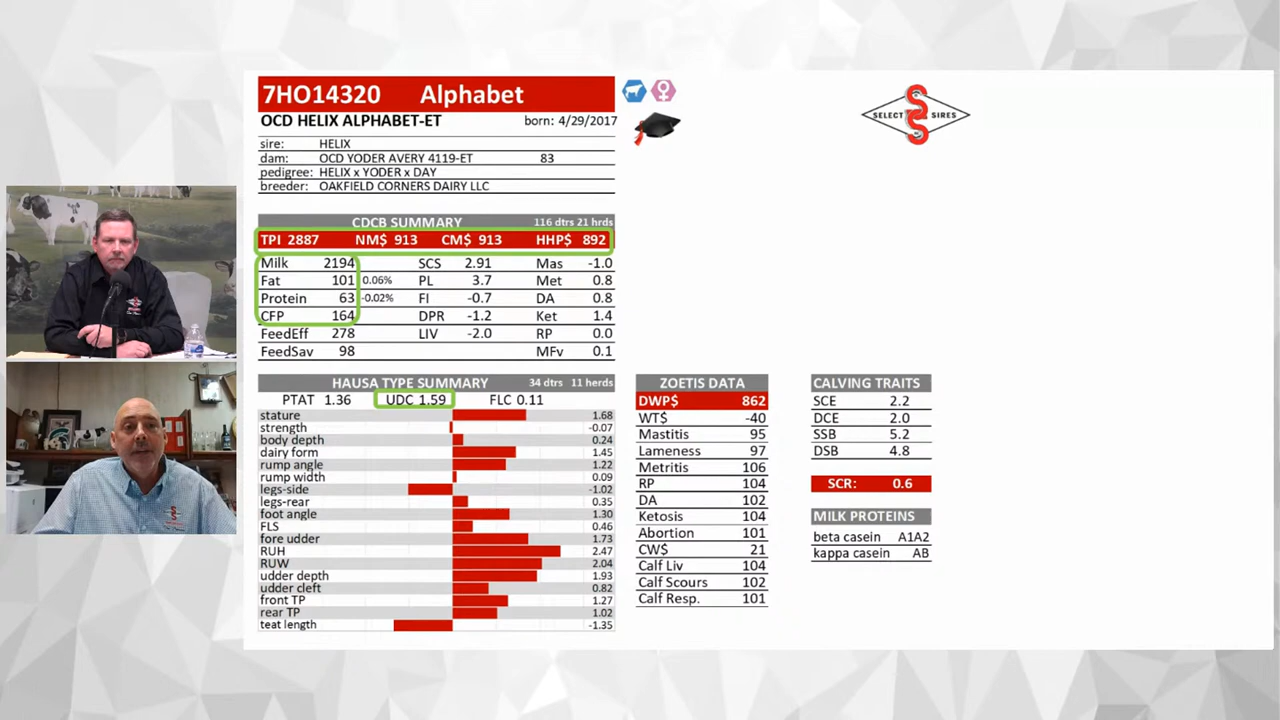 7HO14320 Alphabet
OCD HELIX ALPHABET-ET born: 4/29/2017
sire: HELIX
dam: OCD YODER AVERY 4119-ET 83
pedigree: HELIX x YODER x DAY
breeder: OAKFIELD CORNERS DAIRY LLC
CDCB SUMMARY 116 dtrs 21 hrds
TPI 2887 NM$ 913 CM$ 913 HHP$ 892
Milk 2194 SCS 2.91 Mas -1.0
Fat 101 0.06% PL 3.7 Met 0.8
Protein 63 -0.02% FI -0.7 DA 0.8
CFP 164 DPR -1.2 Ket 1.4
FeedEff 278 LIV -2.0 RP 0.0
FeedSav 98 MFv 0.1
HAUSA TYPE SUMMARY 34 dtrs 11 herds
PTAT 1.36 UDC 1.59 FLC 0.11
stature 1.68
strength -0.07
body depth 0.24
dairy form 1.45
rump angle 1.22
rump width 0.09
legs-side -1.02
legs-rear 0.35
foot angle 1.30
FLS 0.46
fore udder 1.73
RUH 2.47
RUW 2.04
udder depth 1.93
udder cleft 0.82
front TP 1.27
rear TP 1.02
teat length -1.35
ZOETIS DATA
DWP$ 862
WT$ -40
Mastitis 95
Lameness 97
Metritis 106
RP 104
DA 102
Ketosis 104
Abortion 101
CW$ 21
Calf Liv 104
Calf Scours 102
Calf Resp. 101
SELECT SIRES
CALVING TRAITS
SCE 2.2
DCE 2.0
SSB 5.2
DSB 4.8
SCR: 0.6
MILK PROTEINS
beta casein A1A2
kappa casein AB